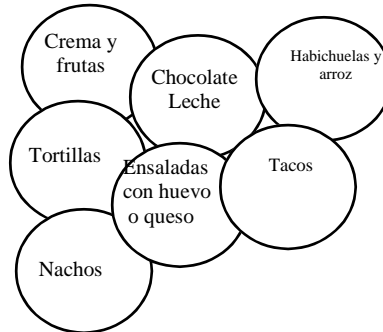 Crema y
frutas
Chocolate
Leche
Habichuelas y
arroz
Tortillas
Ensaladas
con huevo
o queso
Tacos
Nachos